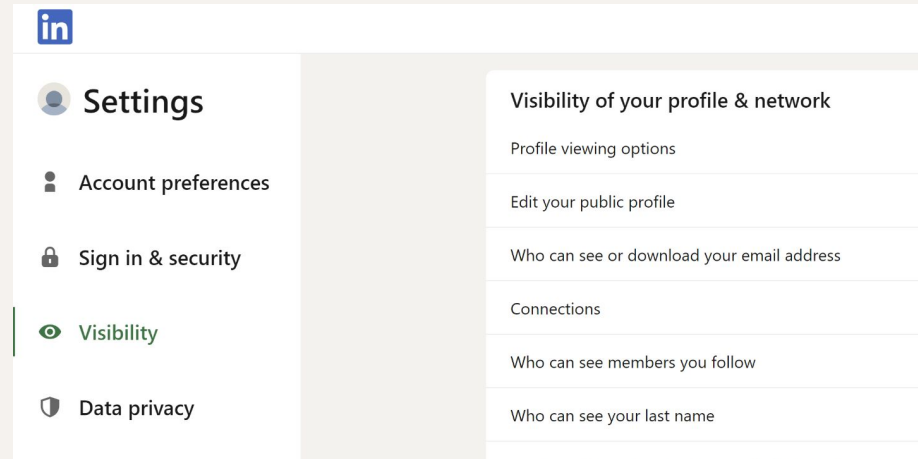 in
Settings
Account preferences
Sign in & security
Visibility
Data privacy
Visibility of your profile & network
Profile viewing options
Edit your public profile
Who can see or download your email address
Connections
Who can see members you follow
Who can see your last name